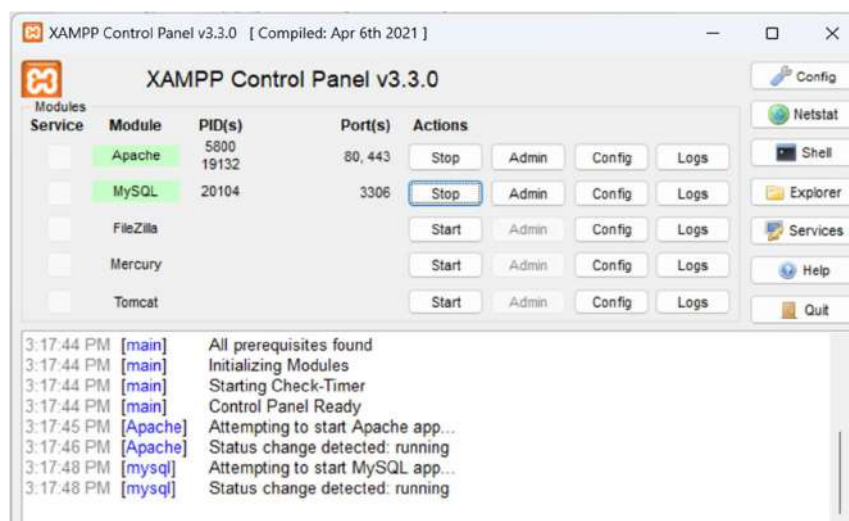 XAMPP Control Panel v3.3.0 [ Compiled: Apr 6th 2021 ]
XAMPP Control Panel v3.3.0
Config
Modules
Service Module PID(s) Port(s) Actions
Netstat
Apache 5800 19132 80, 443 Stop Admin Config Logs
Shell
MySQL 20104 3306 Stop Admin Config Logs
Explorer
FileZilla Start Admin Config Logs
Services
Mercury Start Admin Config Logs
Help
Tomcat Start Admin Config Logs
Quit
3:17:44 PM [main] All prerequisites found
3:17:44 PM [main] Initializing Modules
3:17:44 PM [main] Starting Check-Timer
3:17:44 PM [main] Control Panel Ready
3:17:45 PM [Apache] Attempting to start Apache app...
3:17:46 PM [Apache] Status change detected: running
3:17:48 PM [mysql] Attempting to start MySQL app...
3:17:48 PM [mysql] Status change detected: running